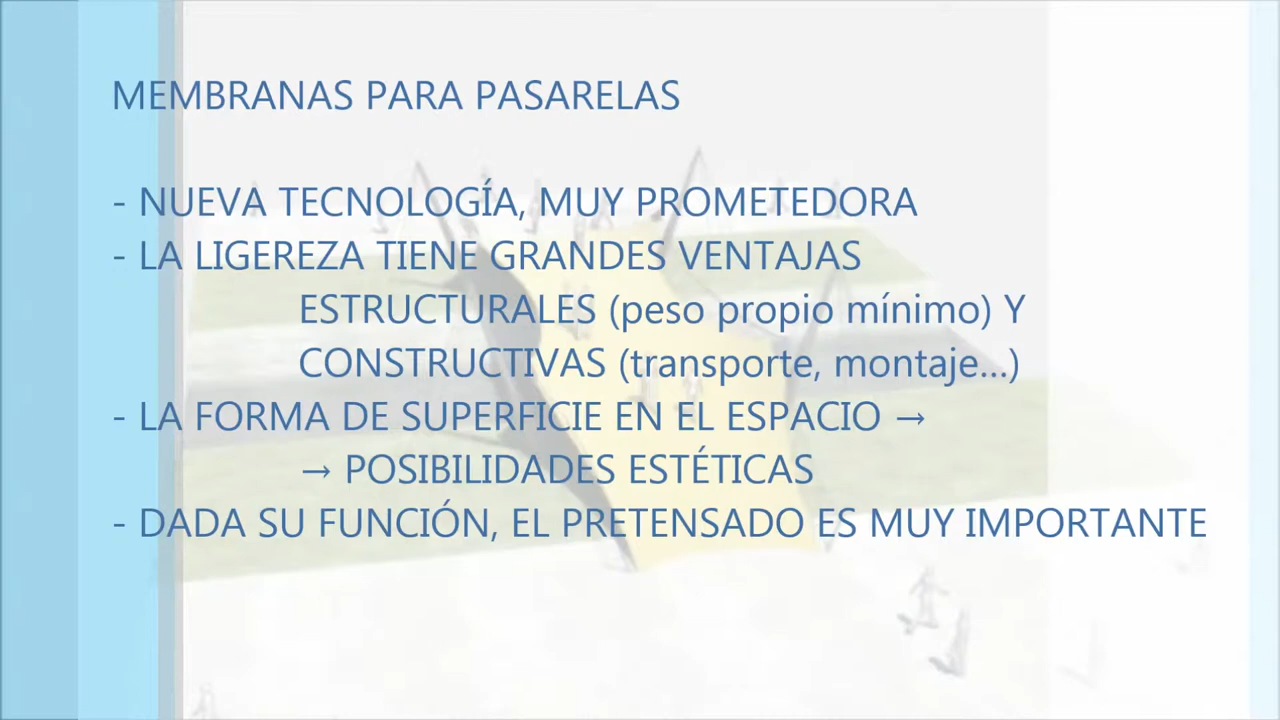 MEMBRANAS PARA PASARELAS
- NUEVA TECNOLOGÍA, MUY PROMETEDORA
- LA LIGEREZA TIENE GRANDES VENTAJAS
ESTRUCTURALES (peso propio mínimo) Y
CONSTRUCTIVAS (transporte, montaje...)
- LA FORMA DE SUPERFICIE EN EL ESPACIO →
→ POSIBILIDADES ESTÉTICAS
- DADA SU FUNCIÓN, EL PRETENSADO ES MUY IMPORTANTE